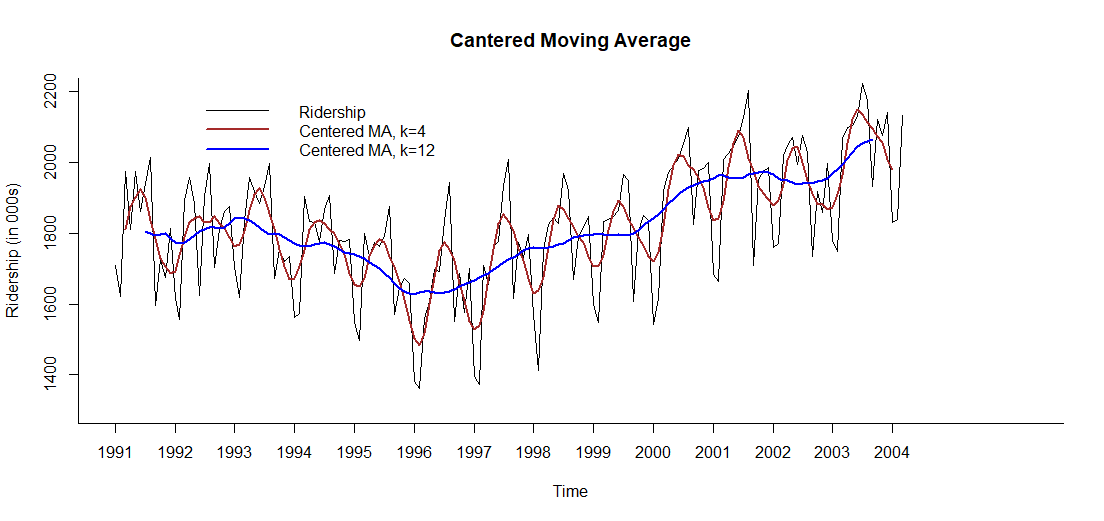 Cantered Moving Average
Ridership (in 000s)
2200
2000
1800
1600
1400
Ridership
Centered MA, k=4
Centered MA, k=12
1991 1992 1993 1994 1995 1996 1997 1998 1999 2000 2001 2002 2003 2004
Time